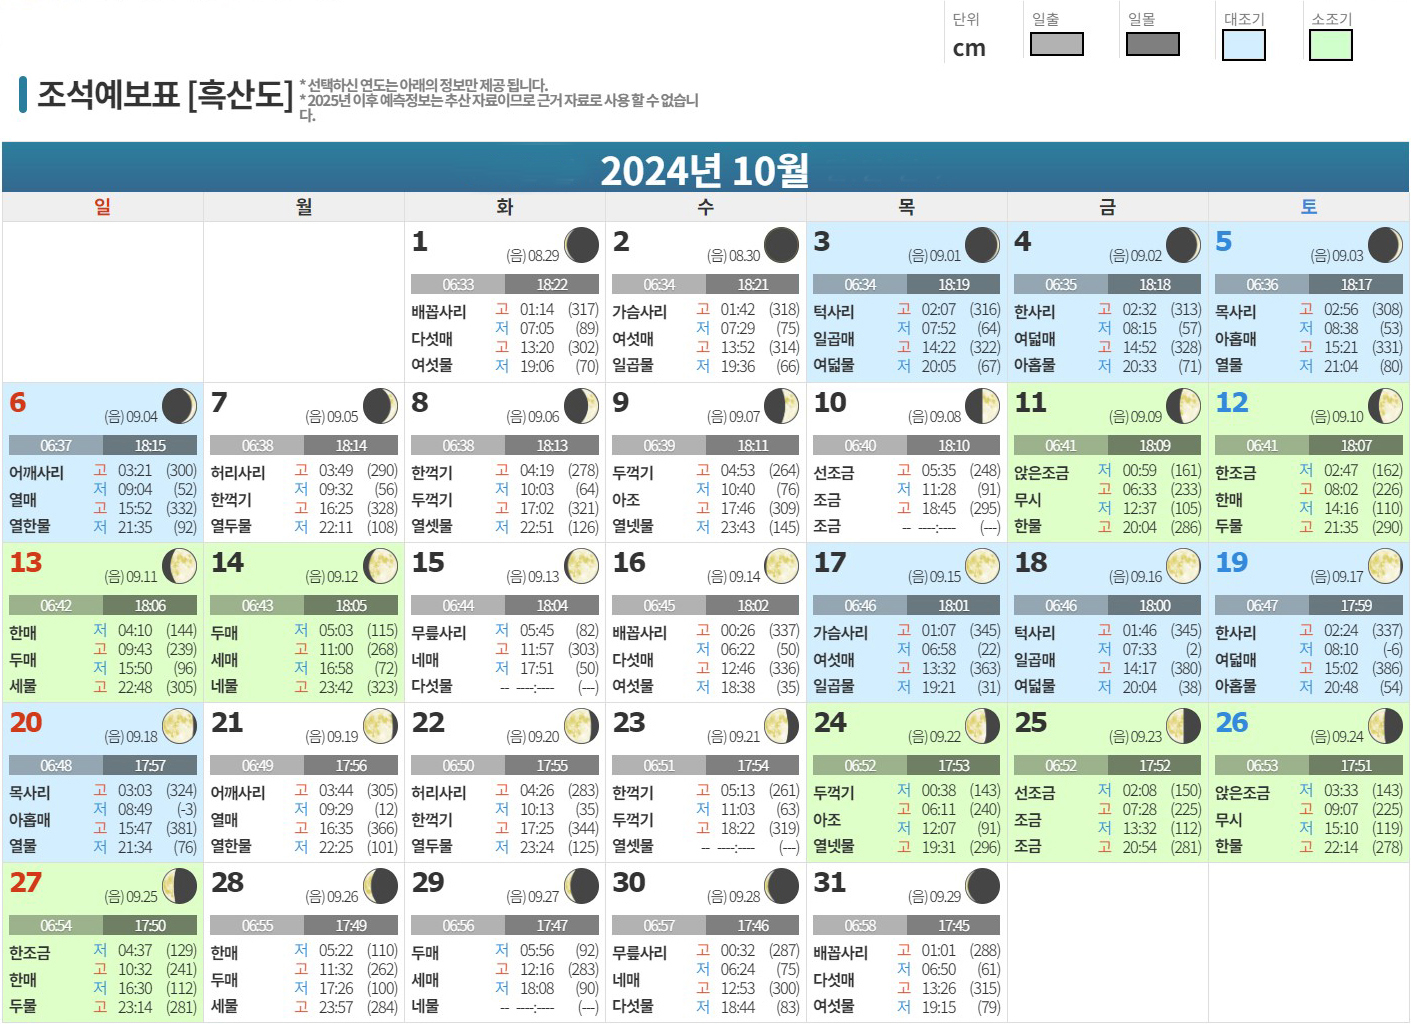 단위 일출 일몰 대조기 소조기
cm
조석예보표 [흑산도]
* 선택하신 연도는 아래의 정보만 제공 됩니다.
* 2025년 이후 예측정보는 추산 자료이므로 근거 자료로 사용 할 수 없습니
다.
2024년 10월
일 월 화 수 목 금 토
1 (음) 08.29
06:33 18:22
배꼽사리 고 01:14 (317)
저 07:05 (89)
다섯매 고 13:20 (302)
여섯물 저 19:06 (70)
2 (음) 08.30
06:34 18:21
가슴사리 고 01:42 (318)
저 07:29 (75)
여섯매 고 13:52 (314)
일곱물 저 19:36 (66)
3 (음) 09.01
06:34 18:19
턱사리 고 02:07 (316)
저 07:52 (64)
일곱매 고 14:22 (322)
여덟물 저 20:05 (67)
4 (음) 09.02
06:35 18:18
한사리 고 02:32 (313)
저 08:15 (57)
여덟매 고 14:52 (328)
아홉물 저 20:33 (71)
5 (음) 09.03
06:36 18:17
목사리 고 02:56 (308)
저 08:38 (53)
아홉매 고 15:21 (331)
열물 저 21:04 (80)
6 (음) 09.04
06:37 18:15
어깨사리 고 03:21 (300)
저 09:04 (52)
열매 고 15:52 (332)
열한물 저 21:35 (92)
7 (음) 09.05
06:38 18:14
허리사리 고 03:49 (290)
저 09:32 (56)
한꺽기 고 16:25 (328)
열두물 저 22:11 (108)
8 (음) 09.06
06:38 18:13
한꺽기 고 04:19 (278)
저 10:03 (64)
두꺽기 고 17:02 (321)
열셋물 저 22:51 (126)
9 (음) 09.07
06:39 18:11
두꺽기 고 04:53 (264)
저 10:40 (76)
아조 고 17:46 (309)
열넷물 저 23:43 (145)
10 (음) 09.08
06:40 18:10
선조금 고 05:35 (248)
저 11:28 (91)
조금 고 18:45 (295)
조금 -- ----:---- (---)
11 (음) 09.09
06:41 18:09
앉은조금 저 00:59 (161)
고 06:33 (233)
무시 저 12:37 (105)
한물 고 20:04 (286)
12 (음) 09.10
06:41 18:07
한조금 저 02:47 (162)
고 08:02 (226)
한매 저 14:16 (110)
두물 고 21:35 (290)
13 (음) 09.11
06:42 18:06
한매 저 04:10 (144)
고 09:43 (239)
두매 저 15:50 (96)
세물 고 22:48 (305)
14 (음) 09.12
06:43 18:05
두매 저 05:03 (115)
고 11:00 (268)
세매 저 16:58 (72)
네물 고 23:42 (323)
15 (음) 09.13
06:44 18:04
무릎사리 저 05:45 (82)
고 11:57 (303)
네매 저 17:51 (50)
다섯물 -- ----:---- (---)
16 (음) 09.14
06:45 18:02
배꼽사리 고 00:26 (337)
저 06:22 (50)
다섯매 고 12:46 (336)
여섯물 저 18:38 (35)
17 (음) 09.15
06:46 18:01
가슴사리 고 01:07 (345)
저 06:58 (22)
여섯매 고 13:32 (363)
일곱물 저 19:21 (31)
18 (음) 09.16
06:46 18:00
턱사리 고 01:46 (345)
저 07:33 (2)
일곱매 고 14:17 (380)
여덟물 저 20:04 (38)
19 (음) 09.17
06:47 17:59
한사리 고 02:24 (337)
저 08:10 (-6)
여덟매 고 15:02 (386)
아홉물 저 20:48 (54)
20 (음) 09.18
06:48 17:57
목사리 고 03:03 (324)
저 08:49 (-3)
아홉매 고 15:47 (381)
열물 저 21:34 (76)
21 (음) 09.19
06:49 17:56
어깨사리 고 03:44 (305)
저 09:29 (12)
열매 고 16:35 (366)
열한물 저 22:25 (101)
22 (음) 09.20
06:50 17:55
허리사리 고 04:26 (283)
저 10:13 (35)
한꺽기 고 17:25 (344)
열두물 저 23:24 (125)
23 (음) 09.21
06:51 17:54
한꺽기 고 05:13 (261)
저 11:03 (63)
두꺽기 고 18:22 (319)
열셋물 -- ----:---- (---)
24 (음) 09.22
06:52 17:53
두꺽기 저 00:38 (143)
고 06:11 (240)
아조 저 12:07 (91)
열넷물 고 19:31 (296)
25 (음) 09.23
06:52 17:52
선조금 저 02:08 (150)
고 07:28 (225)
조금 저 13:32 (112)
조금 고 20:54 (281)
26 (음) 09.24
06:53 17:51
앉은조금 저 03:33 (143)
고 09:07 (225)
무시 저 15:10 (119)
한물 고 22:14 (278)
27 (음) 09.25
06:54 17:50
한조금 저 04:37 (129)
고 10:32 (241)
한매 저 16:30 (112)
두물 고 23:14 (281)
28 (음) 09.26
06:55 17:49
한매 저 05:22 (110)
고 11:32 (262)
두매 저 17:26 (100)
세물 고 23:57 (284)
29 (음) 09.27
06:56 17:47
두매 저 05:56 (92)
고 12:16 (283)
세매 저 18:08 (90)
네물 -- ----:---- (---)
30 (음) 09.28
06:57 17:46
무릎사리 고 00:32 (287)
저 06:24 (75)
네매 고 12:53 (300)
다섯물 저 18:44 (83)
31 (음) 09.29
06:58 17:45
배꼽사리 고 01:01 (288)
저 06:50 (61)
다섯매 고 13:26 (315)
여섯물 저 19:15 (79)